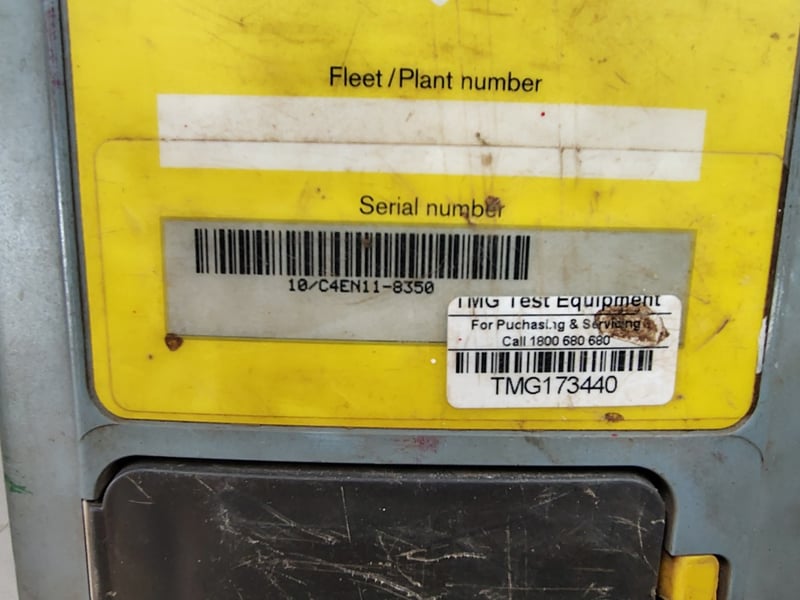 Fleet/Plant number
Serial number
10/C4EN11-8350
TMG Test Equipment
For Puchasing & Servicing
Call 1800 680 680
TMG173440